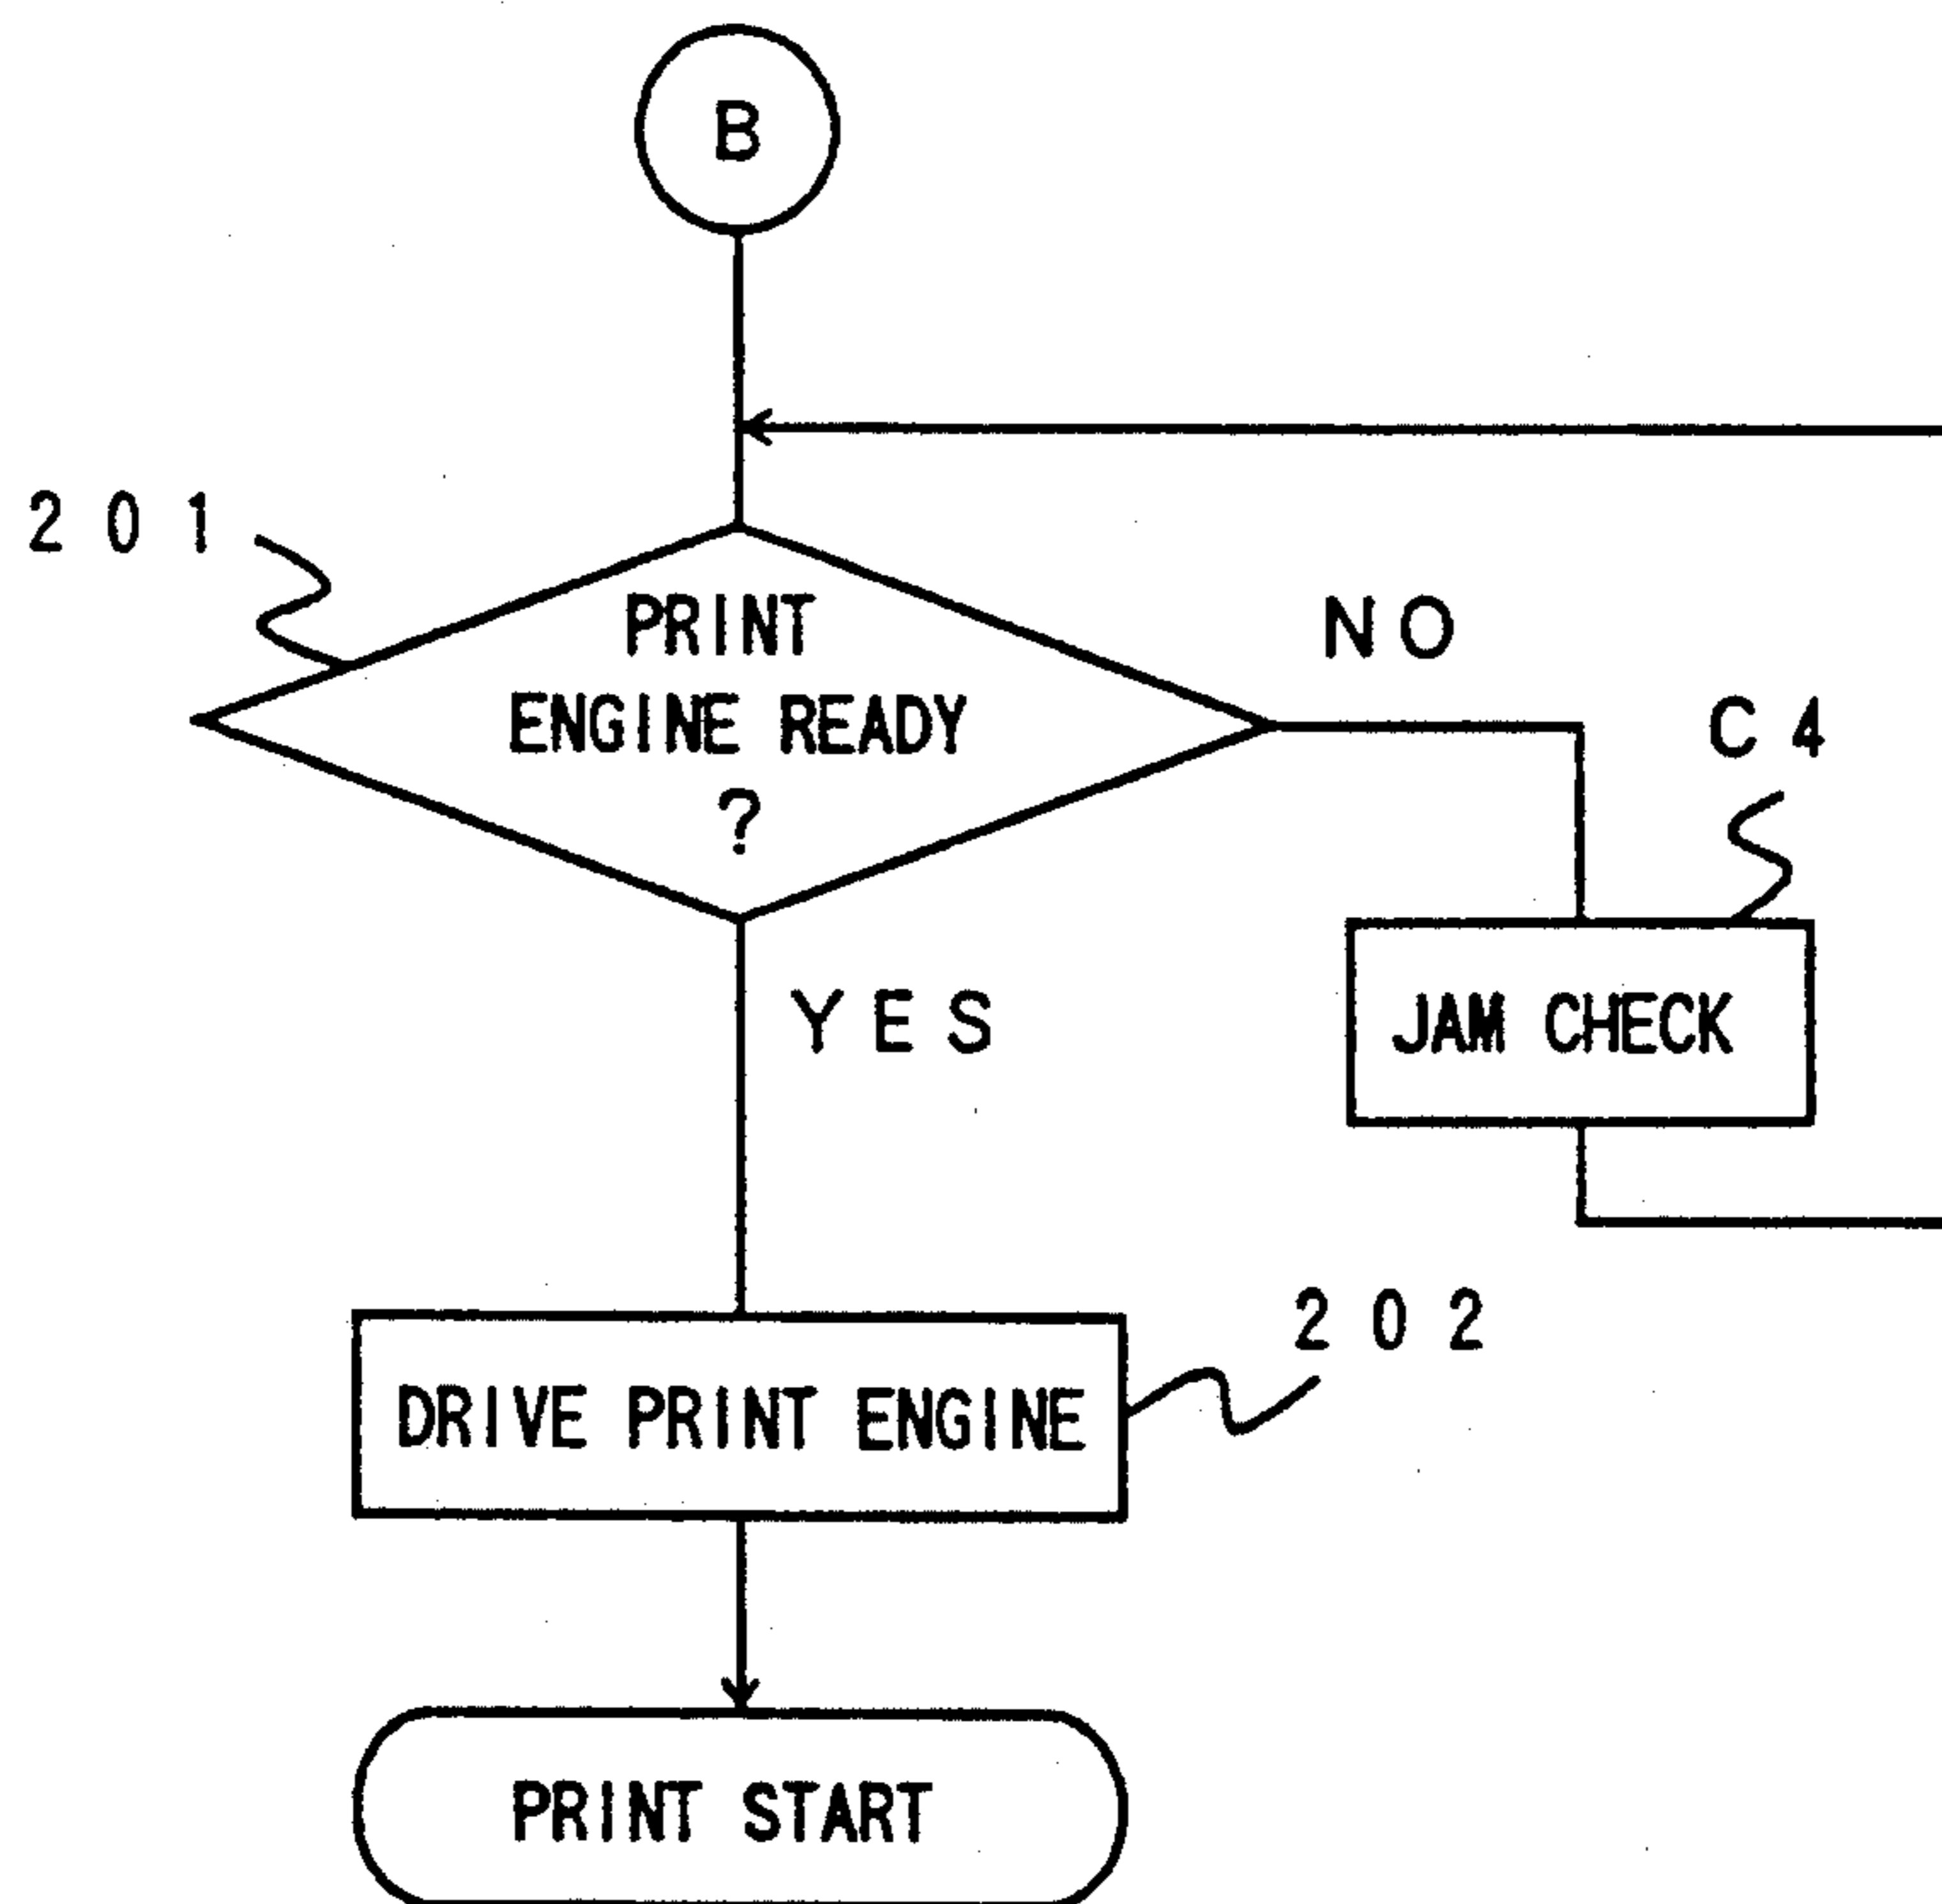 B
201
PRINT
ENGINE READY
?
NO
C4
YES
JAM CHECK
202
DRIVE PRINT ENGINE
PRINT START